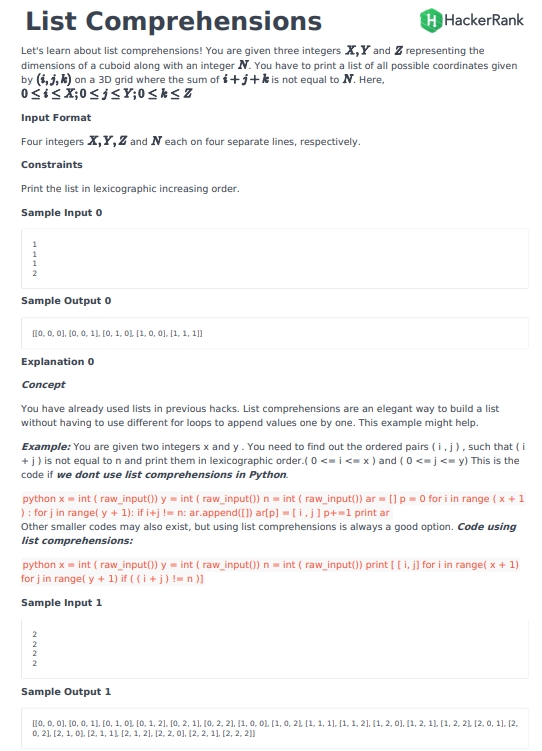 List Comprehensions
HackerRank
Let's learn about list comprehensions! You are given three integers X,Y and Z representing the
dimensions of a cuboid along with an integer N. You have to print a list of all possible coordinates given
by (i,j,k) on a 3D grid where the sum of i+j+k is not equal to N. Here,
0≤i≤X;0≤j≤Y;0≤k≤Z
Input Format
Four integers X,Y,Z and N each on four separate lines, respectively.
Constraints
Print the list in lexicographic increasing order.
Sample Input 0
1
1
1
2
Sample Output 0
[[0, 0, 0], [0, 0, 1], [0, 1, 0], [1, 0, 0], [1, 1, 1]]
Explanation 0
Concept
You have already used lists in previous hacks. List comprehensions are an elegant way to build a list
without having to use different for loops to append values one by one. This example might help.
Example: You are given two integers x and y . You need to find out the ordered pairs ( i , j ) , such that ( i
+ j ) is not equal to n and print them in lexicographic order.( 0 <= i <= x ) and ( 0 <= j <= y) This is the
code if we dont use list comprehensions in Python.
python x = int ( raw_input()) y = int ( raw_input()) n = int ( raw_input()) ar = [] p = 0 for i in range ( x + 1
) : for j in range( y + 1): if i+j != n: ar.append([]) ar[p] = [ i , j ] p+=1 print ar
Other smaller codes may also exist, but using list comprehensions is always a good option. Code using
list comprehensions:
python x = int ( raw_input()) y = int ( raw_input()) n = int ( raw_input()) print [ [ i, j] for i in range( x + 1)
for j in range( y + 1) if ( ( i + j ) != n )]
Sample Input 1
2
2
2
2
Sample Output 1
[[0, 0, 0], [0, 0, 1], [0, 1, 0], [0, 1, 2], [0, 2, 1], [0, 2, 2], [1, 0, 0], [1, 0, 2], [1, 1, 1], [1, 1, 2], [1, 2, 0], [1, 2, 1], [1, 2, 2], [2, 0, 1], [2,
0, 2], [2, 1, 0], [2, 1, 1], [2, 1, 2], [2, 2, 0], [2, 2, 1], [2, 2, 2]]